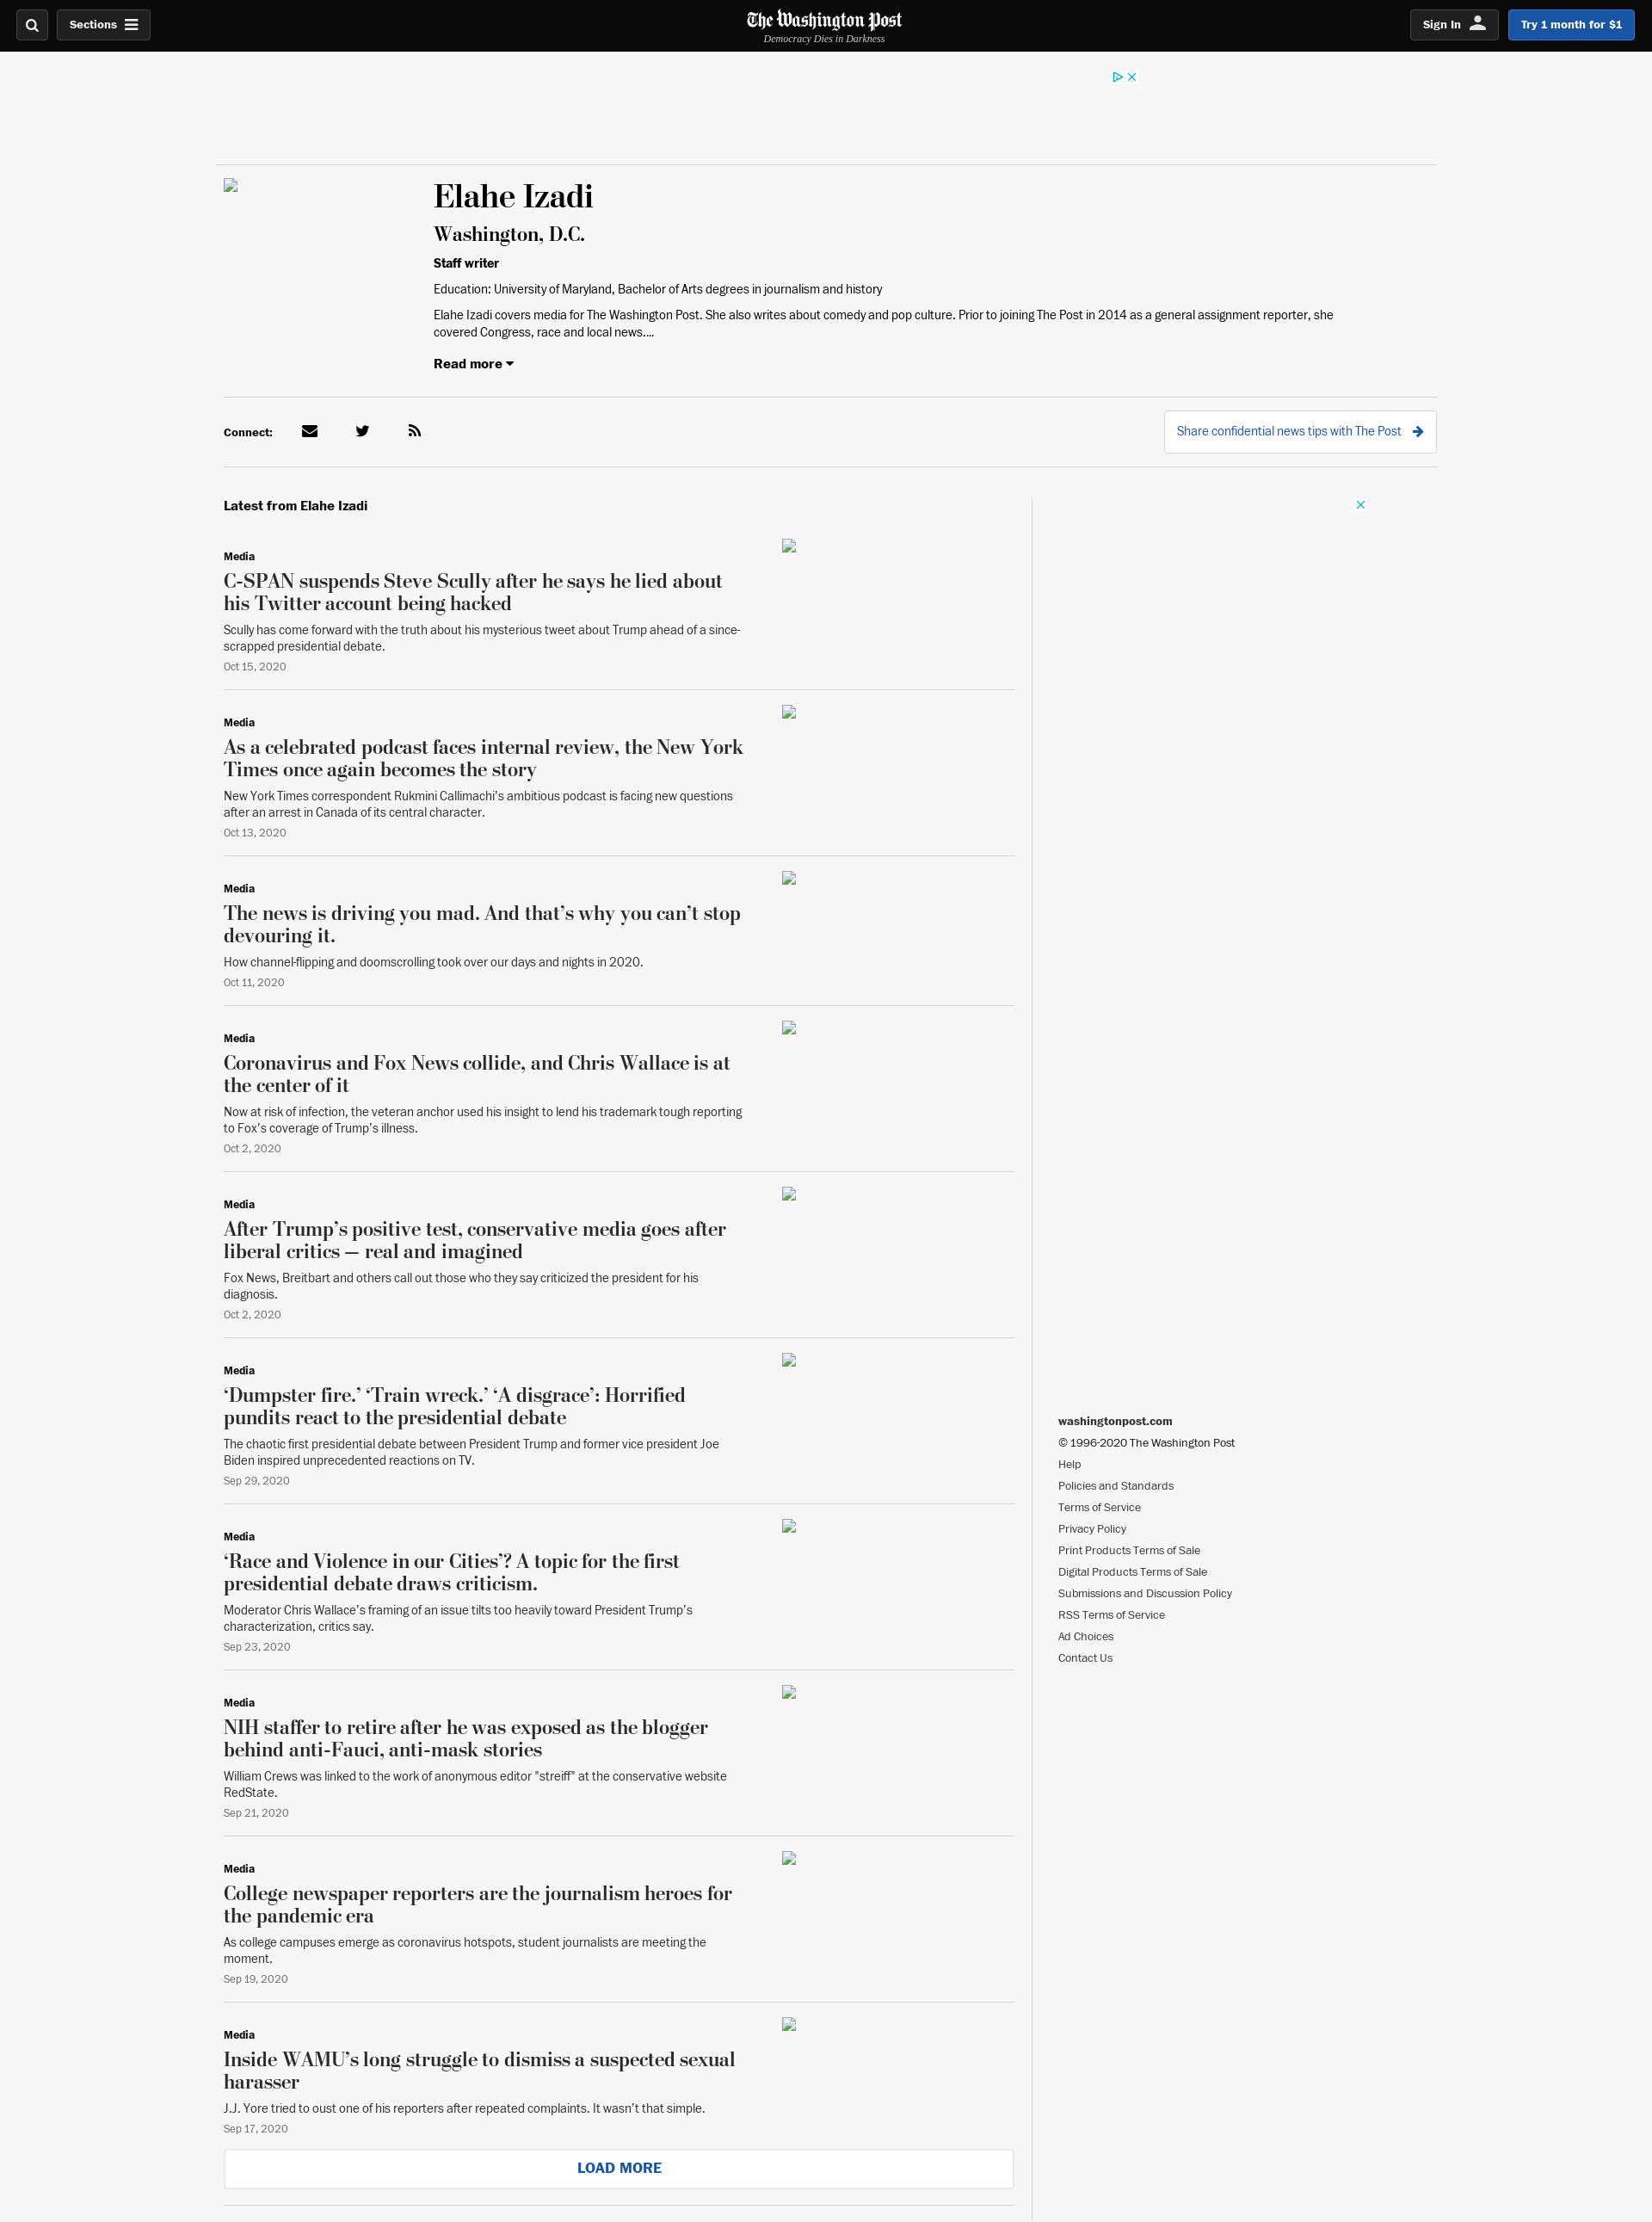 Sections
The Washington Post
Democracy Dies in Darkness
Sign In
Try 1 month for $1
Elahe Izadi
Washington, D.C.
Staff writer
Education: University of Maryland, Bachelor of Arts degrees in journalism and history
Elahe Izadi covers media for The Washington Post. She also writes about comedy and pop culture. Prior to joining The Post in 2014 as a general assignment reporter, she
covered Congress, race and local news....
Read more
Connect:
Share confidential news tips with The Post
Latest from Elahe Izadi
Media
C-SPAN suspends Steve Scully after he says he lied about
his Twitter account being hacked
Scully has come forward with the truth about his mysterious tweet about Trump ahead of a since-
scrapped presidential debate.
Oct 15, 2020
Media
As a celebrated podcast faces internal review, the New York
Times once again becomes the story
New York Times correspondent Rukmini Callimachi’s ambitious podcast is facing new questions
after an arrest in Canada of its central character.
Oct 13, 2020
Media
The news is driving you mad. And that’s why you can’t stop
devouring it.
How channel-flipping and doomscrolling took over our days and nights in 2020.
Oct 11, 2020
Media
Coronavirus and Fox News collide, and Chris Wallace is at
the center of it
Now at risk of infection, the veteran anchor used his insight to lend his trademark tough reporting
to Fox’s coverage of Trump’s illness.
Oct 2, 2020
Media
After Trump’s positive test, conservative media goes after
liberal critics — real and imagined
Fox News, Breitbart and others call out those who they say criticized the president for his
diagnosis.
Oct 2, 2020
Media
‘Dumpster fire.’ ‘Train wreck.’ ‘A disgrace’: Horrified
pundits react to the presidential debate
The chaotic first presidential debate between President Trump and former vice president Joe
Biden inspired unprecedented reactions on TV.
Sep 29, 2020
Media
‘Race and Violence in our Cities’? A topic for the first
presidential debate draws criticism.
Moderator Chris Wallace’s framing of an issue tilts too heavily toward President Trump’s
characterization, critics say.
Sep 23, 2020
Media
NIH staffer to retire after he was exposed as the blogger
behind anti-Fauci, anti-mask stories
William Crews was linked to the work of anonymous editor "streiff" at the conservative website
RedState.
Sep 21, 2020
Media
College newspaper reporters are the journalism heroes for
the pandemic era
As college campuses emerge as coronavirus hotspots, student journalists are meeting the
moment.
Sep 19, 2020
Media
Inside WAMU’s long struggle to dismiss a suspected sexual
harasser
J.J. Yore tried to oust one of his reporters after repeated complaints. It wasn’t that simple.
Sep 17, 2020
LOAD MORE
washingtonpost.com
© 1996-2020 The Washington Post
Help
Policies and Standards
Terms of Service
Privacy Policy
Print Products Terms of Sale
Digital Products Terms of Sale
Submissions and Discussion Policy
RSS Terms of Service
Ad Choices
Contact Us